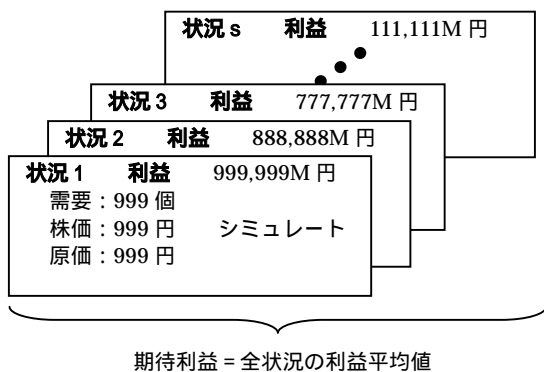 状況 s 利益 111,111M 円
状況 3 利益 777,777M 円
状況 2 利益 888,888M 円
状況 1 利益 999,999M 円
需要：999 個
株価：999 円 シミュレート
原価：999 円
期待利益 = 全状況の利益平均値